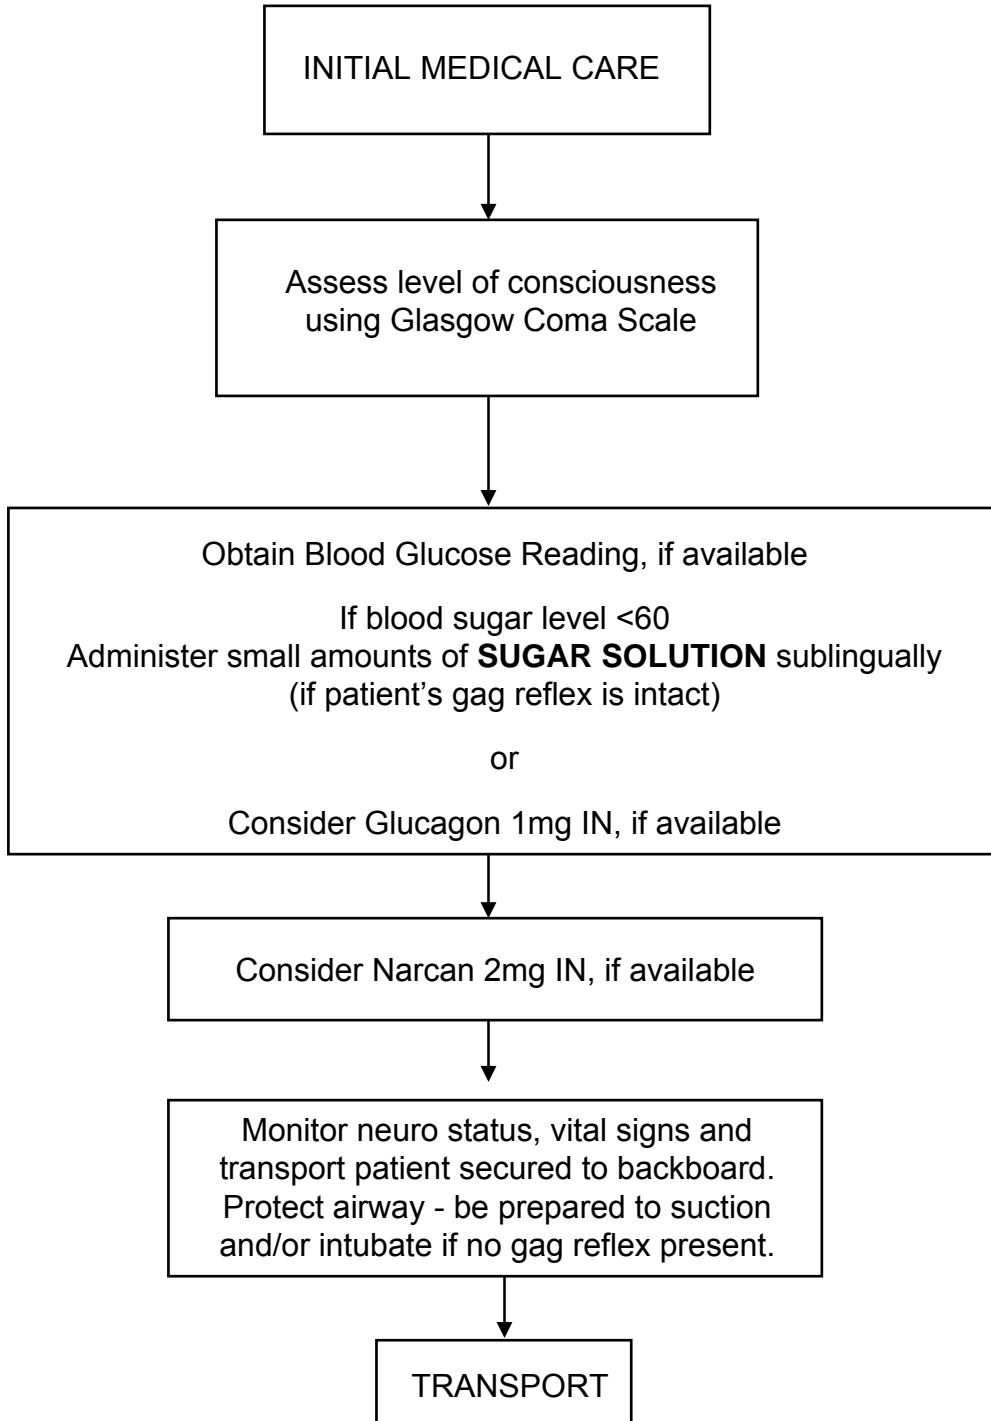 INITIAL MEDICAL CARE
Assess level of consciousness
using Glasgow Coma Scale
Obtain Blood Glucose Reading, if available
If blood sugar level <60
Administer small amounts of SUGAR SOLUTION sublingually
(if patient’s gag reflex is intact)
or
Consider Glucagon 1mg IN, if available
Consider Narcan 2mg IN, if available
Monitor neuro status, vital signs and
transport patient secured to backboard.
Protect airway - be prepared to suction
and/or intubate if no gag reflex present.
TRANSPORT